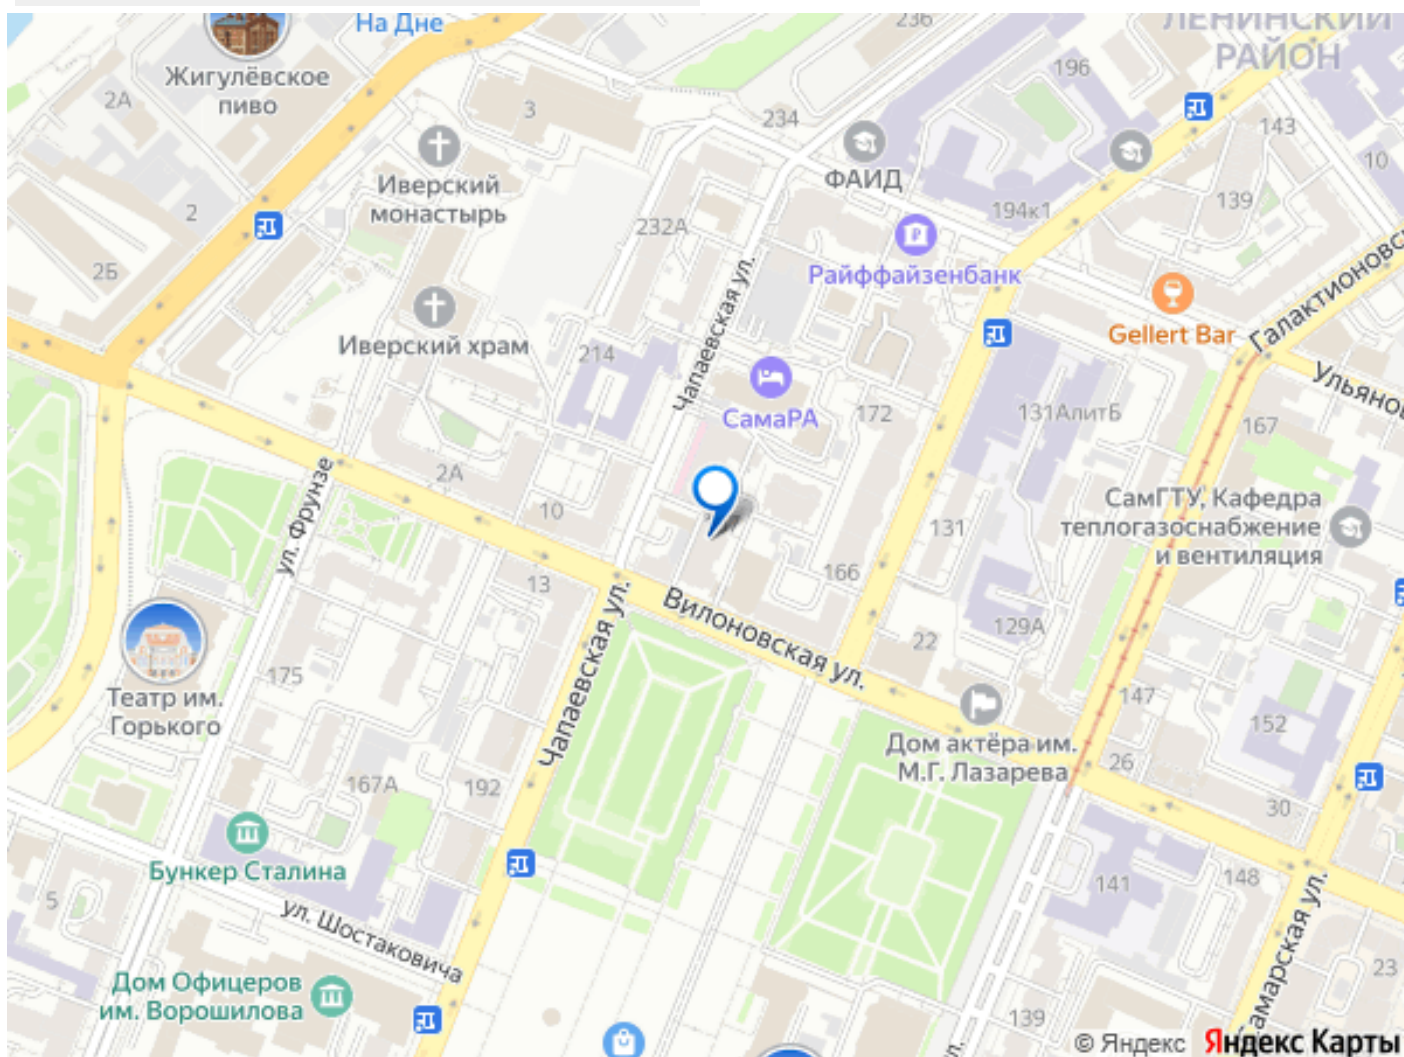 На Дне
236
ЛЕНИНСКИЙ
РАЙОН
Жигулёвское
пиво
2А
3
196
234
143
10
Иверский
монастырь
ФАИД
139
2
194к1
232А
2Б
Райффайзенбанк
Чапаевская ул.
Gellert Bar
Галактионовс
Иверский храм
214
Ульянов
СамаРА
172
131АлитБ
167
2А
ул. Фрунзе
10
131
СамГТУ, Кафедра
теплогазоснабжение
и вентиляция
13
166
Вилоновская ул.
129А
22
Чапаевская ул.
175
Театр им.
Горького
147
152
Дом актёра им.
М.Г. Лазарева
26
167А
192
30
Бункер Сталина
141
148
5
ул. Шостаковича
Самарская ул.
23
Дом Офицеров
им. Ворошилова
139
ул.
© Яндекс Яндекс Карты